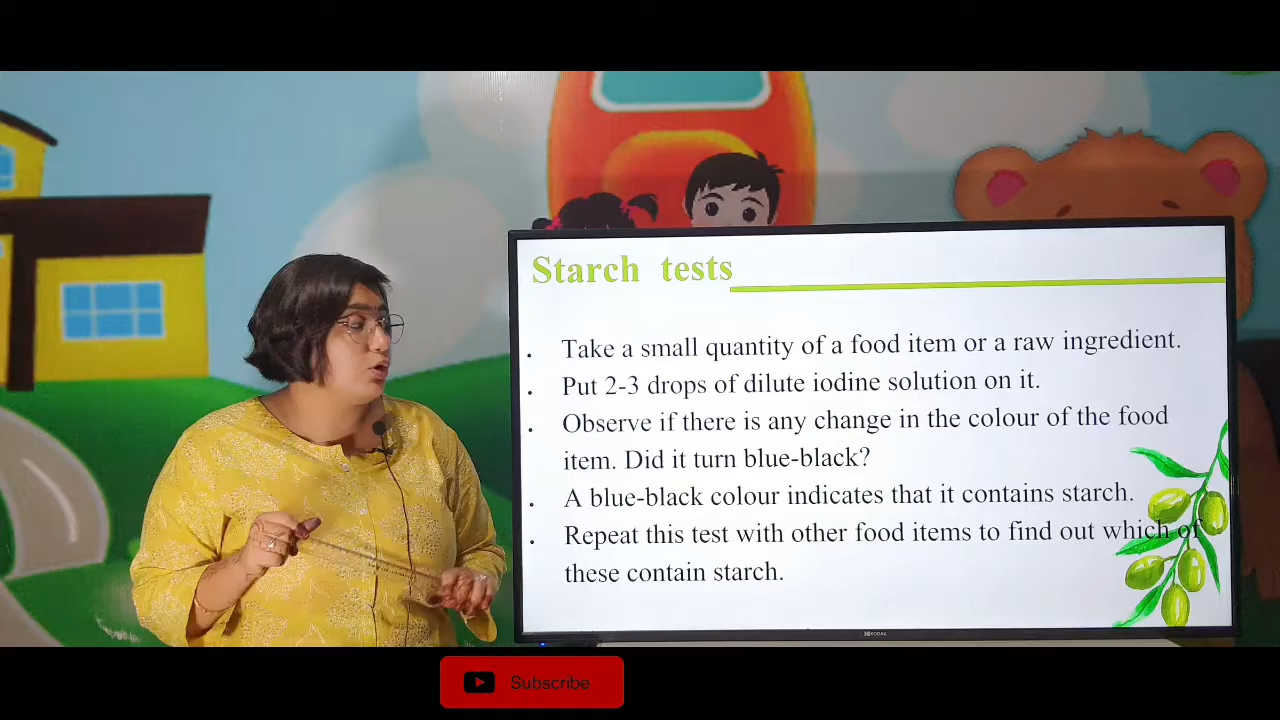 Starch tests
. Take a small quantity of a food item or a raw ingredient.
. Put 2-3 drops of dilute iodine solution on it.
. Observe if there is any change in the colour of the food
item. Did it turn blue-black?
. A blue-black colour indicates that it contains starch.
. Repeat this test with other food items to find out which of
these contain starch.
KODAK
Subscribe